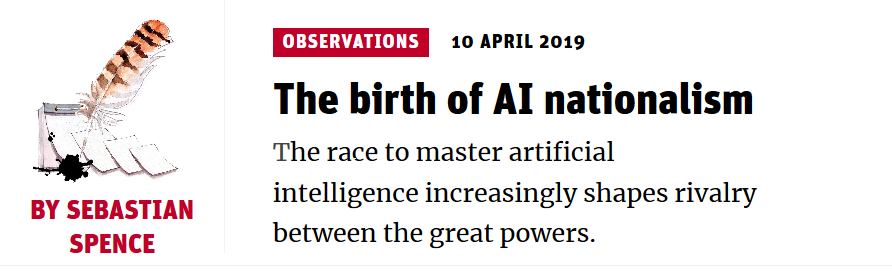 OBSERVATIONS 10 APRIL 2019
The birth of AI nationalism
The race to master artificial
intelligence increasingly shapes rivalry
between the great powers.
BY SEBASTIAN
SPENCE